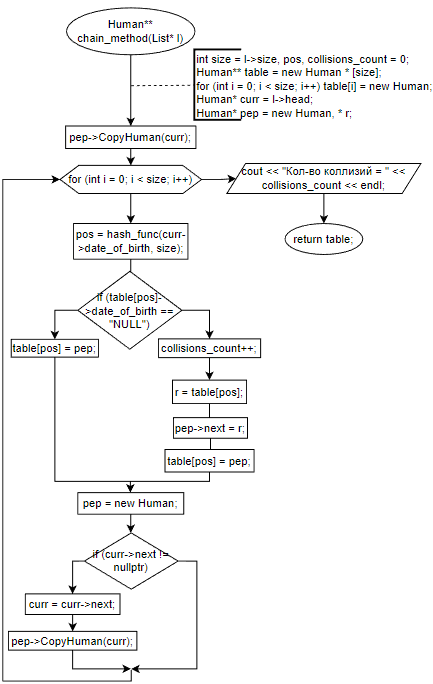 Human**
chain_method(List* l)
int size = l->size, pos, collisions_count = 0;
Human** table = new Human * [size];
for (int i = 0; i < size; i++) table[i] = new Human;
Human* curr = l->head;
Human* pep = new Human, * r;
pep->CopyHuman(curr);
for (int i = 0; i < size; i++)
cout << "Кол-во коллизий = " <<
collisions_count << endl;
return table;
pos = hash_func(curr-
>date_of_birth, size);
if (table[pos]-
>date_of_birth ==
"NULL")
table[pos] = pep;
collisions_count++;
r = table[pos];
pep->next = r;
table[pos] = pep;
pep = new Human;
if (curr->next !=
nullptr)
curr = curr->next;
pep->CopyHuman(curr);